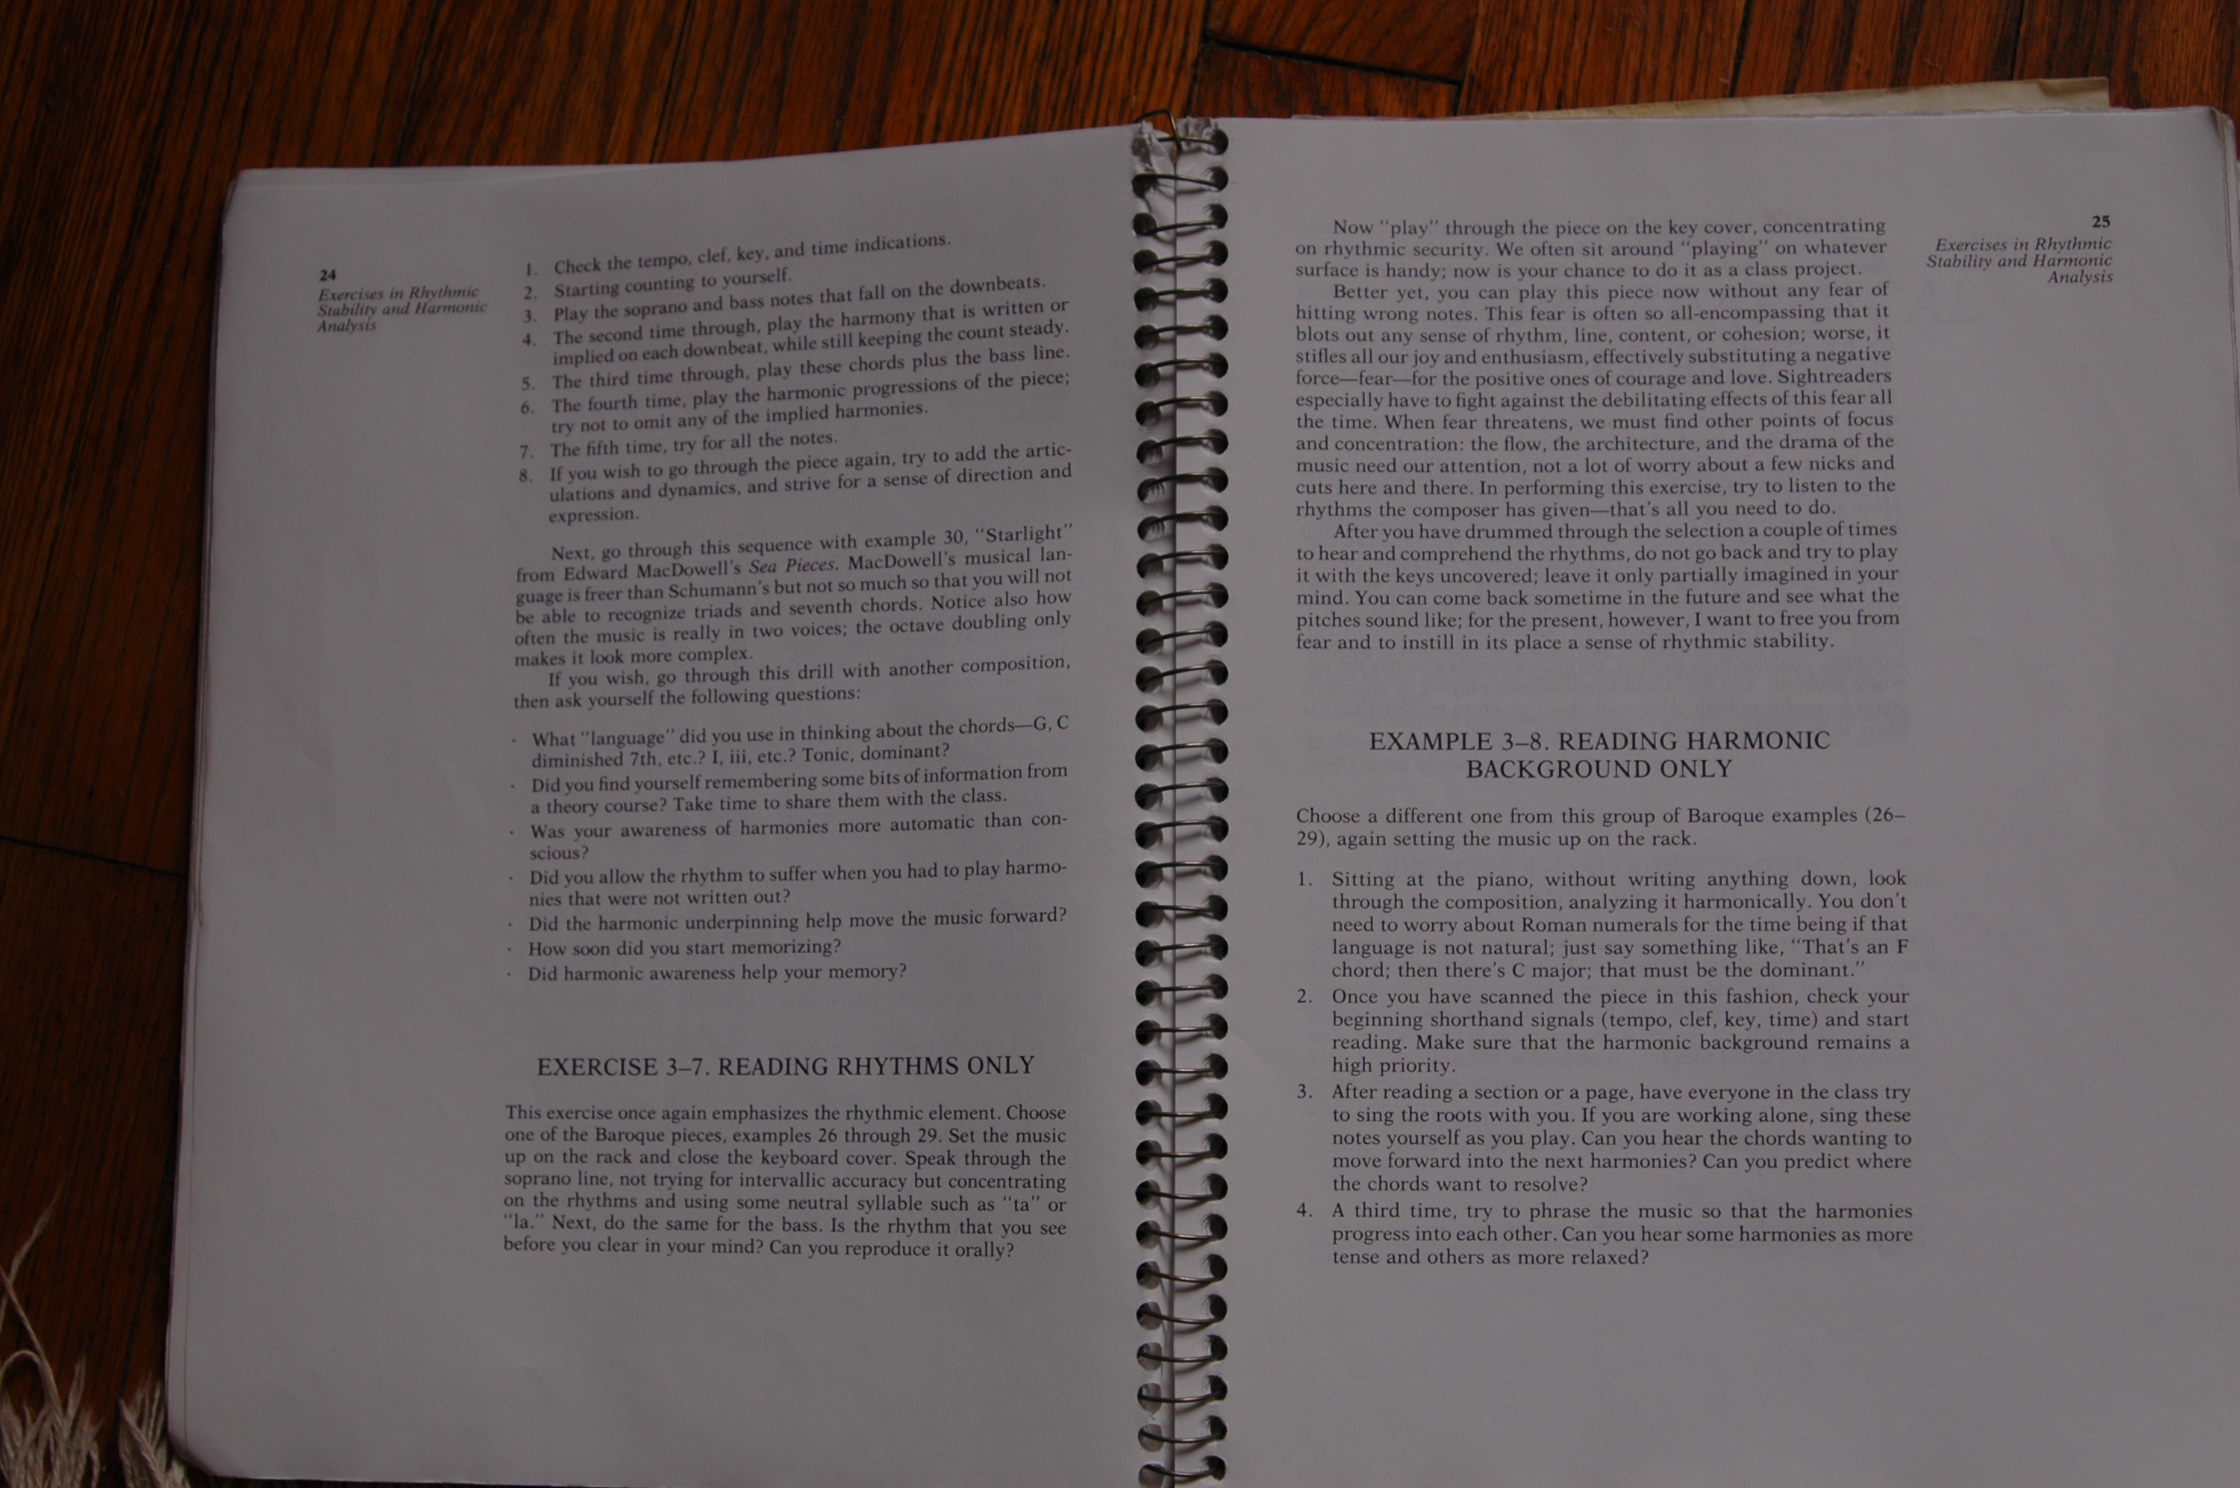 24
Exercises in Rhythmic
Stability and Harmonic
Analysis
1. Check the tempo, clef, key, and time indications.
2. Starting counting to yourself.
3. Play the soprano and bass notes that fall on the downbeats.
4. The second time through, play the harmony that is written or
implied on each downbeat, while still keeping the count steady.
5. The third time through, play these chords plus the bass line.
6. The fourth time, play the harmonic progressions of the piece;
try not to omit any of the implied harmonies.
7. The fifth time, try for all the notes.
8. If you wish to go through the piece again, try to add the artic-
ulations and dynamics, and strive for a sense of direction and
expression.
Next, go through this sequence with example 30, "Starlight"
from Edward MacDowell's Sea Pieces. MacDowell's musical lan-
guage is freer than Schumann's but not so much so that you will not
be able to recognize triads and seventh chords. Notice also how
often the music is really in two voices; the octave doubling only
makes it look more complex.
If you wish, go through this drill with another composition,
then ask yourself the following questions:
· What "language" did you use in thinking about the chords—G, C
diminished 7th, etc.? I, iii, etc.? Tonic, dominant?
· Did you find yourself remembering some bits of information from
a theory course? Take time to share them with the class.
· Was your awareness of harmonies more automatic than con-
scious?
· Did you allow the rhythm to suffer when you had to play harmo-
nies that were not written out?
· Did the harmonic underpinning help move the music forward?
· How soon did you start memorizing?
· Did harmonic awareness help your memory?
EXERCISE 3–7. READING RHYTHMS ONLY
This exercise once again emphasizes the rhythmic element. Choose
one of the Baroque pieces, examples 26 through 29. Set the music
up on the rack and close the keyboard cover. Speak through the
soprano line, not trying for intervallic accuracy but concentrating
on the rhythms and using some neutral syllable such as "ta" or
"la." Next, do the same for the bass. Is the rhythm that you see
before you clear in your mind? Can you reproduce it orally?
25
Exercises in Rhythmic
Stability and Harmonic
Analysis
Now "play" through the piece on the key cover, concentrating
on rhythmic security. We often sit around "playing" on whatever
surface is handy; now is your chance to do it as a class project.
Better yet, you can play this piece now without any fear of
hitting wrong notes. This fear is often so all-encompassing that it
blots out any sense of rhythm, line, content, or cohesion; worse, it
stifles all our joy and enthusiasm, effectively substituting a negative
force—fear—for the positive ones of courage and love. Sightreaders
especially have to fight against the debilitating effects of this fear all
the time. When fear threatens, we must find other points of focus
and concentration: the flow, the architecture, and the drama of the
music need our attention, not a lot of worry about a few nicks and
cuts here and there. In performing this exercise, try to listen to the
rhythms the composer has given—that's all you need to do.
After you have drummed through the selection a couple of times
to hear and comprehend the rhythms, do not go back and try to play
it with the keys uncovered; leave it only partially imagined in your
mind. You can come back sometime in the future and see what the
pitches sound like; for the present, however, I want to free you from
fear and to instill in its place a sense of rhythmic stability.
EXAMPLE 3–8. READING HARMONIC
BACKGROUND ONLY
Choose a different one from this group of Baroque examples (26–
29), again setting the music up on the rack.
1. Sitting at the piano, without writing anything down, look
through the composition, analyzing it harmonically. You don't
need to worry about Roman numerals for the time being if that
language is not natural; just say something like, "That's an F
chord; then there's C major; that must be the dominant."
2. Once you have scanned the piece in this fashion, check your
beginning shorthand signals (tempo, clef, key, time) and start
reading. Make sure that the harmonic background remains a
high priority.
3. After reading a section or a page, have everyone in the class try
to sing the roots with you. If you are working alone, sing these
notes yourself as you play. Can you hear the chords wanting to
move forward into the next harmonies? Can you predict where
the chords want to resolve?
4. A third time, try to phrase the music so that the harmonies
progress into each other. Can you hear some harmonies as more
tense and others as more relaxed?